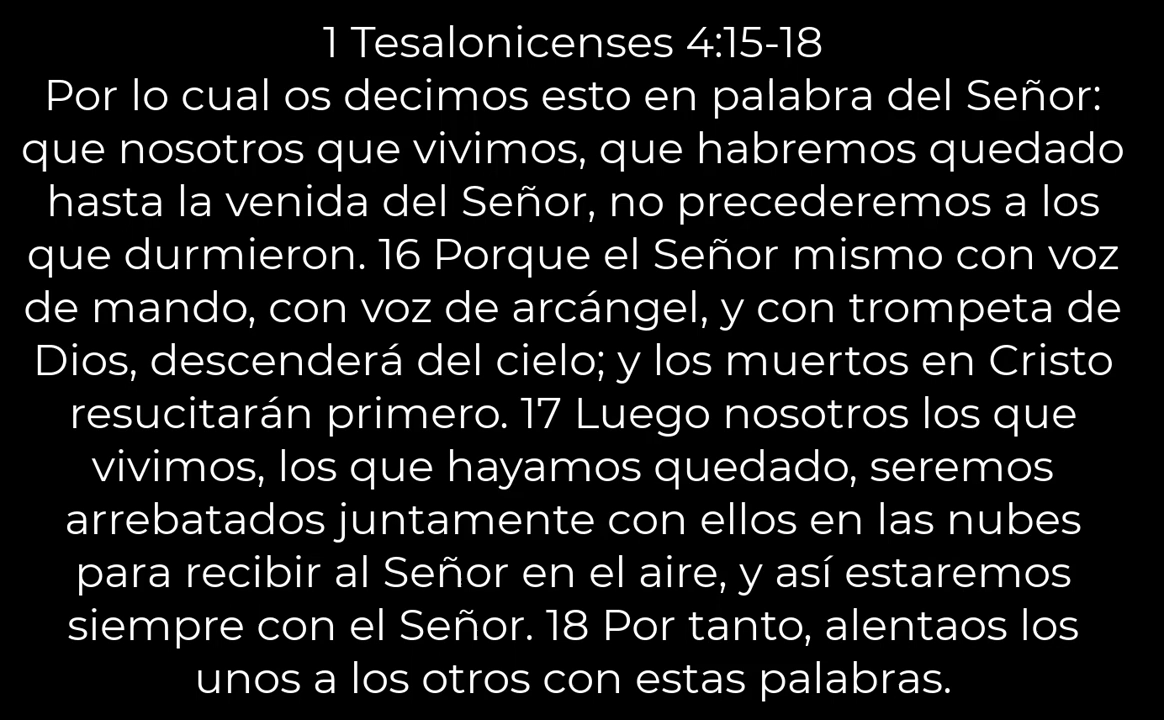 1 Tesalonicenses 4:15-18
Por lo cual os decimos esto en palabra del Señor:
que nosotros que vivimos, que habremos quedado
hasta la venida del Señor, no precederemos a los
que durmieron. 16 Porque el Señor mismo con voz
de mando, con voz de arcángel, y con trompeta de
Dios, descenderá del cielo; y los muertos en Cristo
resucitarán primero. 17 Luego nosotros los que
vivimos, los que hayamos quedado, seremos
arrebatados juntamente con ellos en las nubes
para recibir al Señor en el aire, y así estaremos
siempre con el Señor. 18 Por tanto, alentaos los
unos a los otros con estas palabras.